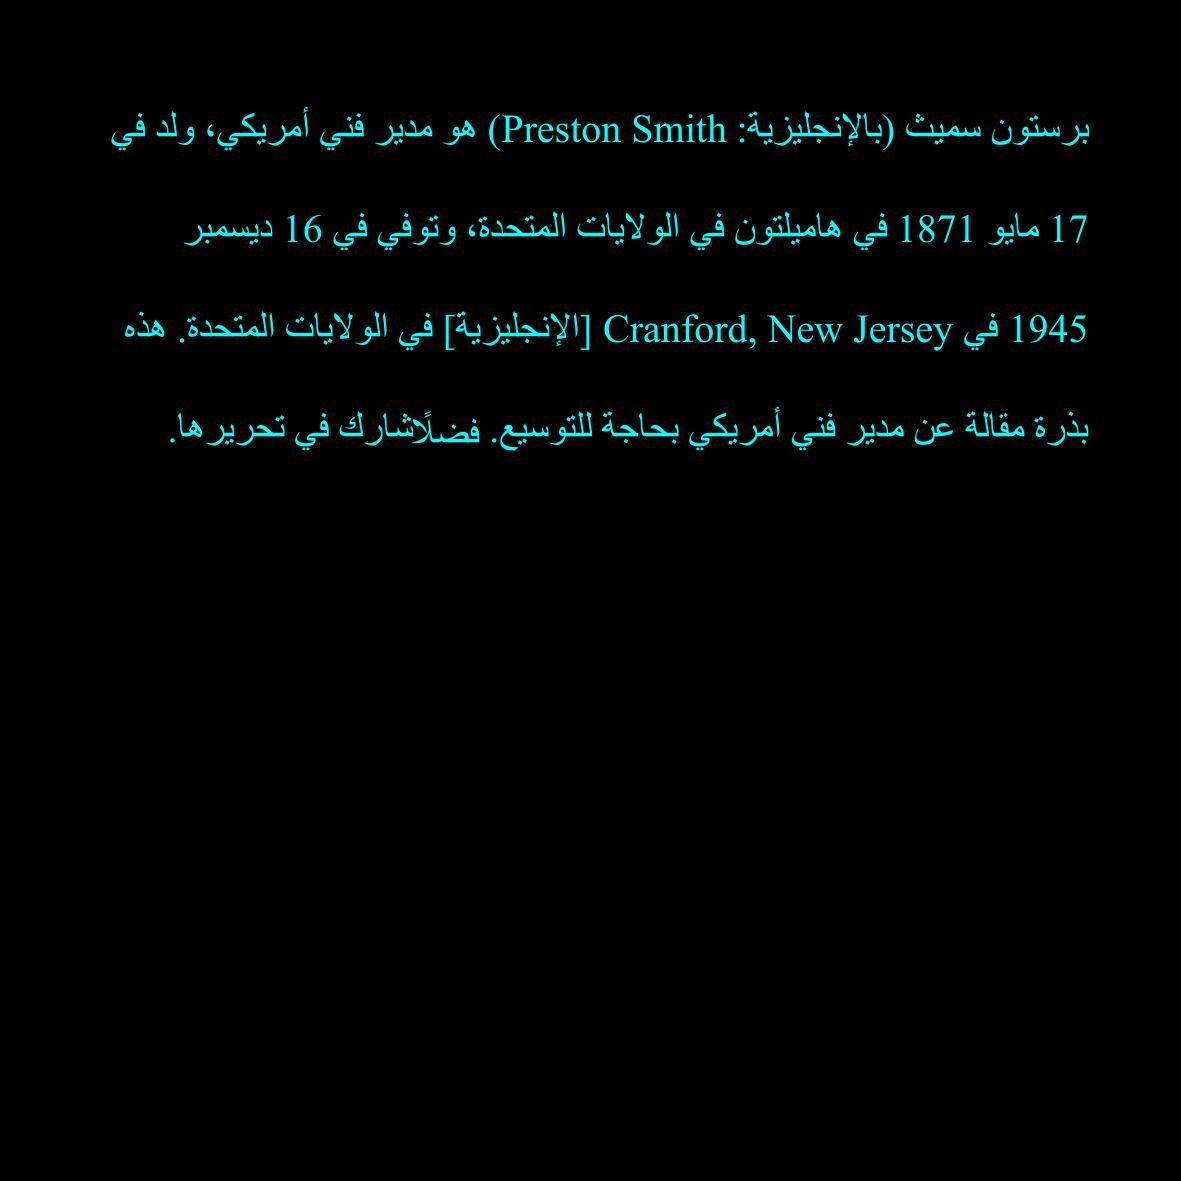 برستون سميث (بالإنجليزية: Preston Smith) هو مدير فني أمريكي، ولد في
17 مايو 1871 في هاميلتون في الولايات المتحدة، وتوفي في 16 ديسمبر
1945 في Cranford, New Jersey [الإنجليزية] في الولايات المتحدة. هذه
بذرة مقالة عن مدير فني أمريكي بحاجة للتوسيع. فضلًاشارك في تحريرها.